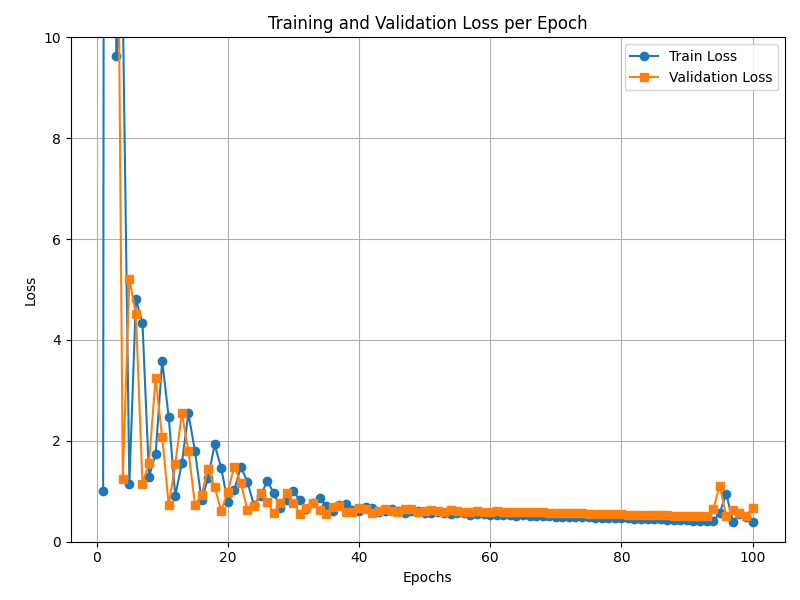 Training and Validation Loss per Epoch
Train Loss
Validation Loss
Loss
10
8
6
4
2
0
0 20 40 60 80 100
Epochs